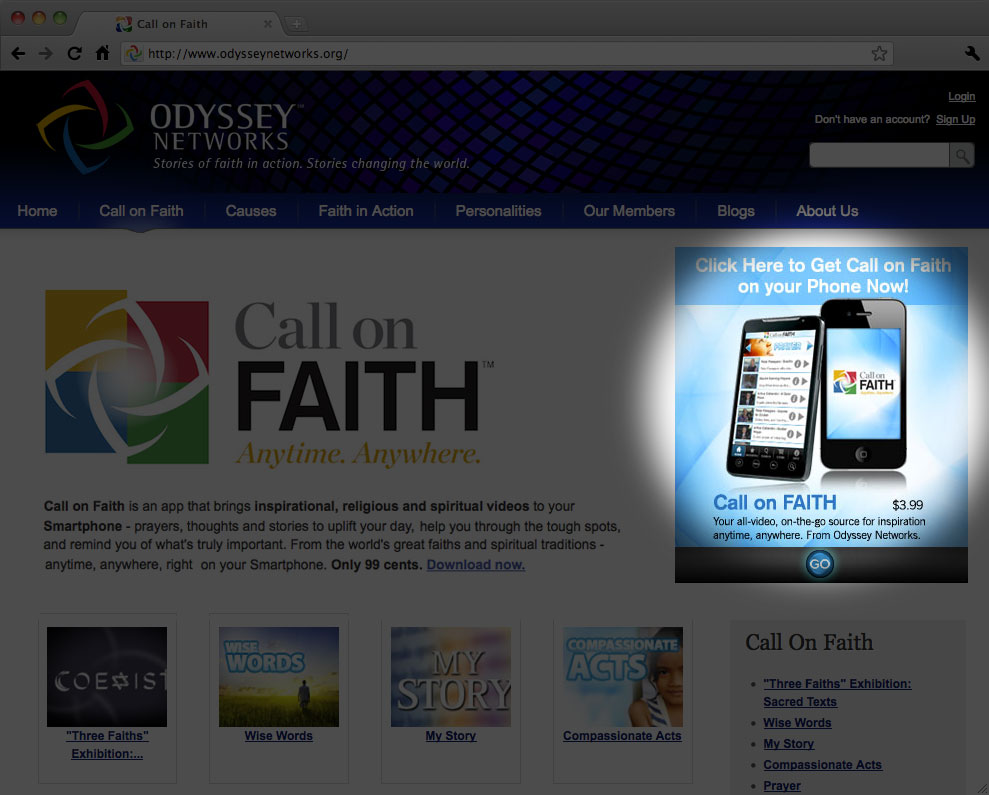 Call on Faith
http://www.odysseynetworks.org/
ODYSSEY™
NETWORKS
Stories of faith in action. Stories changing the world.
Login
Don't have an account? Sign Up
Home Call on Faith Causes Faith in Action Personalities Our Members Blogs About Us
Call on
FAITH™
Anytime. Anywhere.
Call on Faith is an app that brings inspirational, religious and spiritual videos to your
Smartphone - prayers, thoughts and stories to uplift your day, help you through the tough spots,
and remind you of what's truly important. From the world's great faiths and spiritual traditions -
anytime, anywhere, right on your Smartphone. Only 99 cents. Download now.
Click Here to Get Call on Faith
on your Phone Now!
Call on
FAITH
PRAYER
Call on
FAITH
Anytime. Anywhere.
Call on FAITH $3.99
Your all-video, on-the-go source for inspiration
anytime, anywhere. From Odyssey Networks.
GO
COEXIST
"Three Faiths"
Exhibition:...
WISE
WORDS
Wise Words
MY
STORY
My Story
COMPASSIONATE
ACTS
Compassionate Acts
Call On Faith
• "Three Faiths" Exhibition:
Sacred Texts
• Wise Words
• My Story
• Compassionate Acts
• Prayer